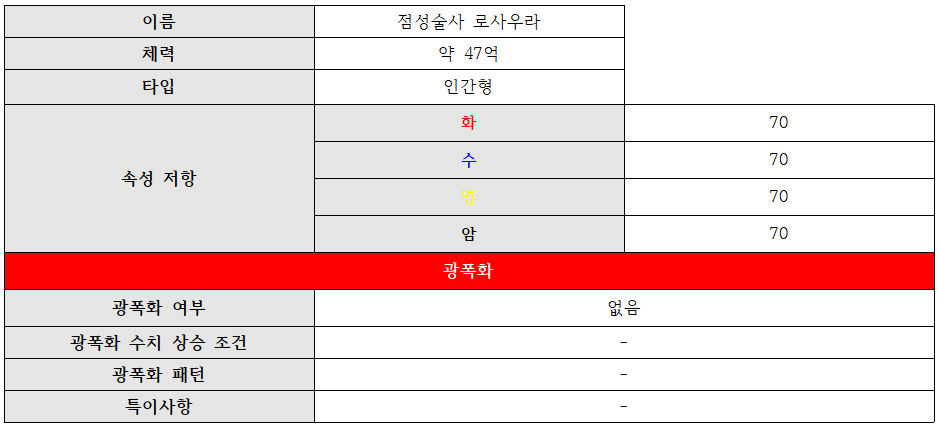 이름 점성술사 로사우라
체력 약 47억
타입 인간형
속성 저항
화 70
수 70
명 70
암 70
광폭화
광폭화 여부 없음
광폭화 수치 상승 조건 -
광폭화 패턴 -
특이사항 -